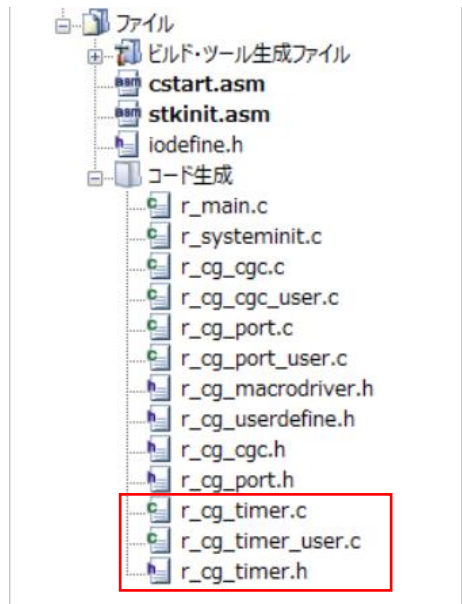 ファイル
ビルド・ツール生成ファイル
asm cstart.asm
asm stkinit.asm
h iodefine.h
コード生成
c r_main.c
c r_systeminit.c
c r_cg_cgc.c
c r_cg_cgc_user.c
c r_cg_port.c
c r_cg_port_user.c
h r_cg_macrodriver.h
h r_cg_userdefine.h
h r_cg_cgc.h
h r_cg_port.h
c r_cg_timer.c
c r_cg_timer_user.c
h r_cg_timer.h